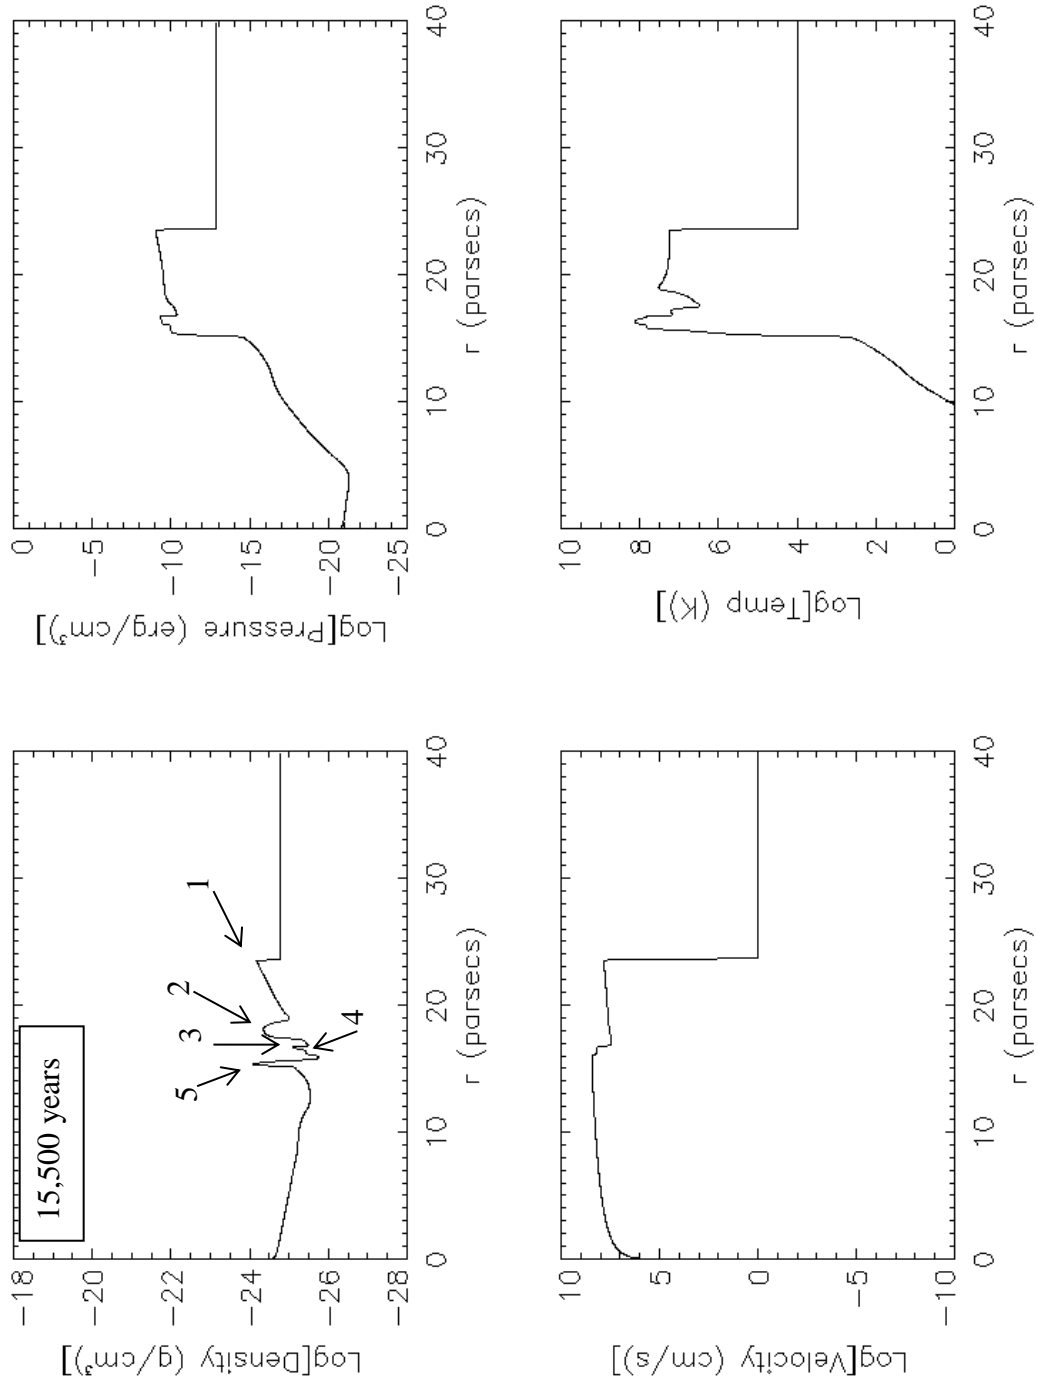 15,500 years
Log[Density (g/cm³)]
−18
−20
−22
−24
−26
−28
1
2
3
4
5
0 10 20 30 40
r (parsecs)
Log[Pressure (erg/cm³)]
0
−5
−10
−15
−20
−25
0 10 20 30 40
r (parsecs)
Log[Velocity (cm/s)]
10
5
0
−5
−10
0 10 20 30 40
r (parsecs)
Log[Temp (K)]
10
8
6
4
2
0
0 10 20 30 40
r (parsecs)